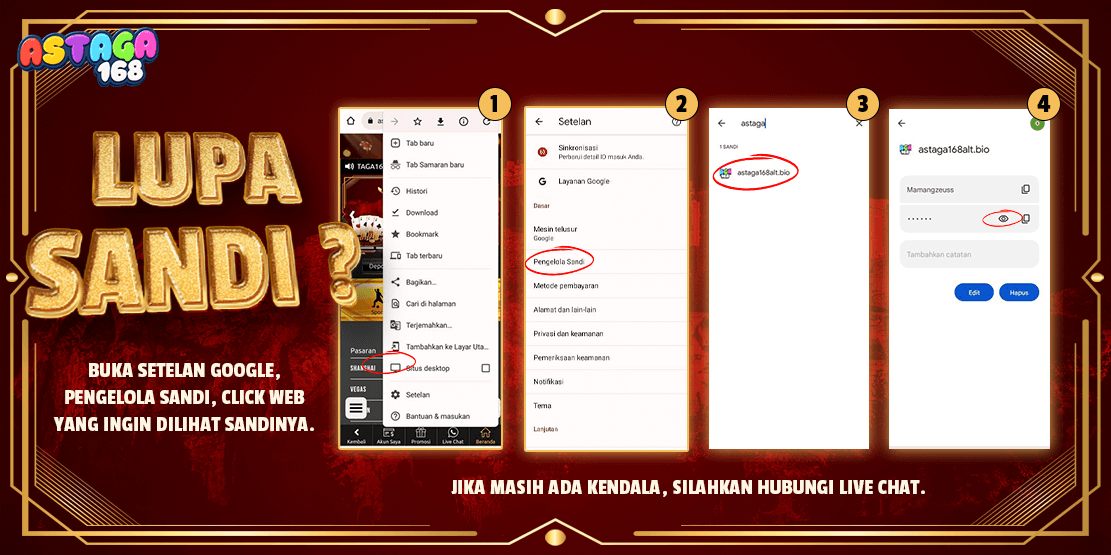 ASTAGA
168
LUPA
SANDI ?
BUKA SETELAN GOOGLE,
PENGELOLA SANDI, CLICK WEB
YANG INGIN DILIHAT SANDINYA.
1
TAGA16
Tab baru
Tab Samaran baru
Histori
Download
Bookmark
Tab terbaru
Bagikan...
Cari di halaman
Terjemahkan...
Tambahkan ke Layar Uta...
Situs desktop
Setelan
Bantuan & masukan
Depo
Spor
Pasaran
SHANGHAI
VEGAS
Kembali
Akun Saya
Promosi
Live Chat
Beranda
2
Setelan
Sinkronisasi
Perbarui detail IO masuk Anda.
Layanan Google
Dasar
Mesin telusur
Google
Pengelola Sandi
Metode pembayaran
Alamat dan lain-lain
Privasi dan keamanan
Pemeriksaan keamanan
Notifikasi
Tema
Lanjutan
3
astaga
1 SANDI
astaga168alt.bio
4
astaga168alt.bio
Mamangzeuss
••••••
Tambahkan catatan
Edit
Hapus
JIKA MASIH ADA KENDALA, SILAHKAN HUBUNGI LIVE CHAT.